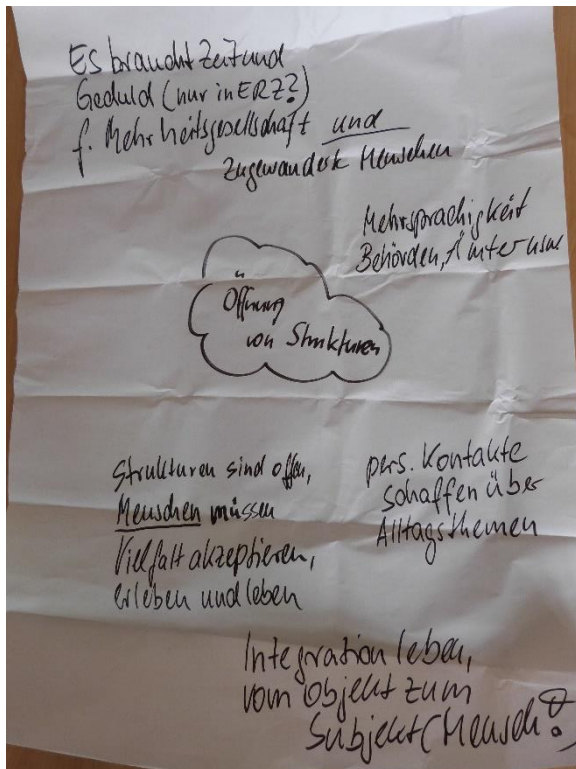 Es braucht Zeit und
Geduld (nur in ERZ?)
f. Mehrheitsgesellschaft und
zugewanderte Menschen
Mehrsprachigkeit
Behörden, Ämter usw
Öffnung
von Strukturen
Strukturen sind offen,
Menschen müssen
Vielfalt akzeptieren,
erleben und leben
pers. Kontakte
schaffen über
Alltagsthemen
Integration leben,
vom Objekt zum
Subjekt (Mensch!)